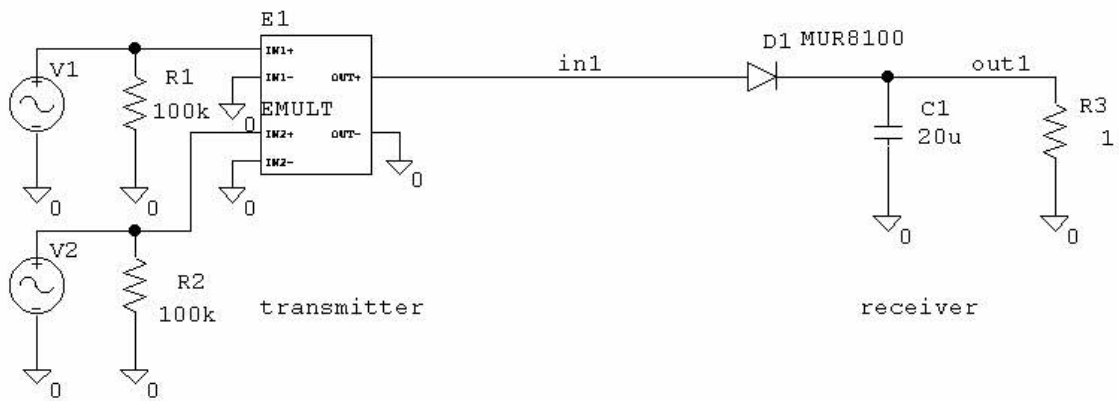 E1
V1
R1
100k
IN1+
IN1-
OUT+
EMULT
IN2+
OUT-
IN2-
in1
D1 MUR8100
out1
C1
20u
R3
1
0
0
0
0
0
0
0
V2
R2
100k
transmitter
receiver
0
0